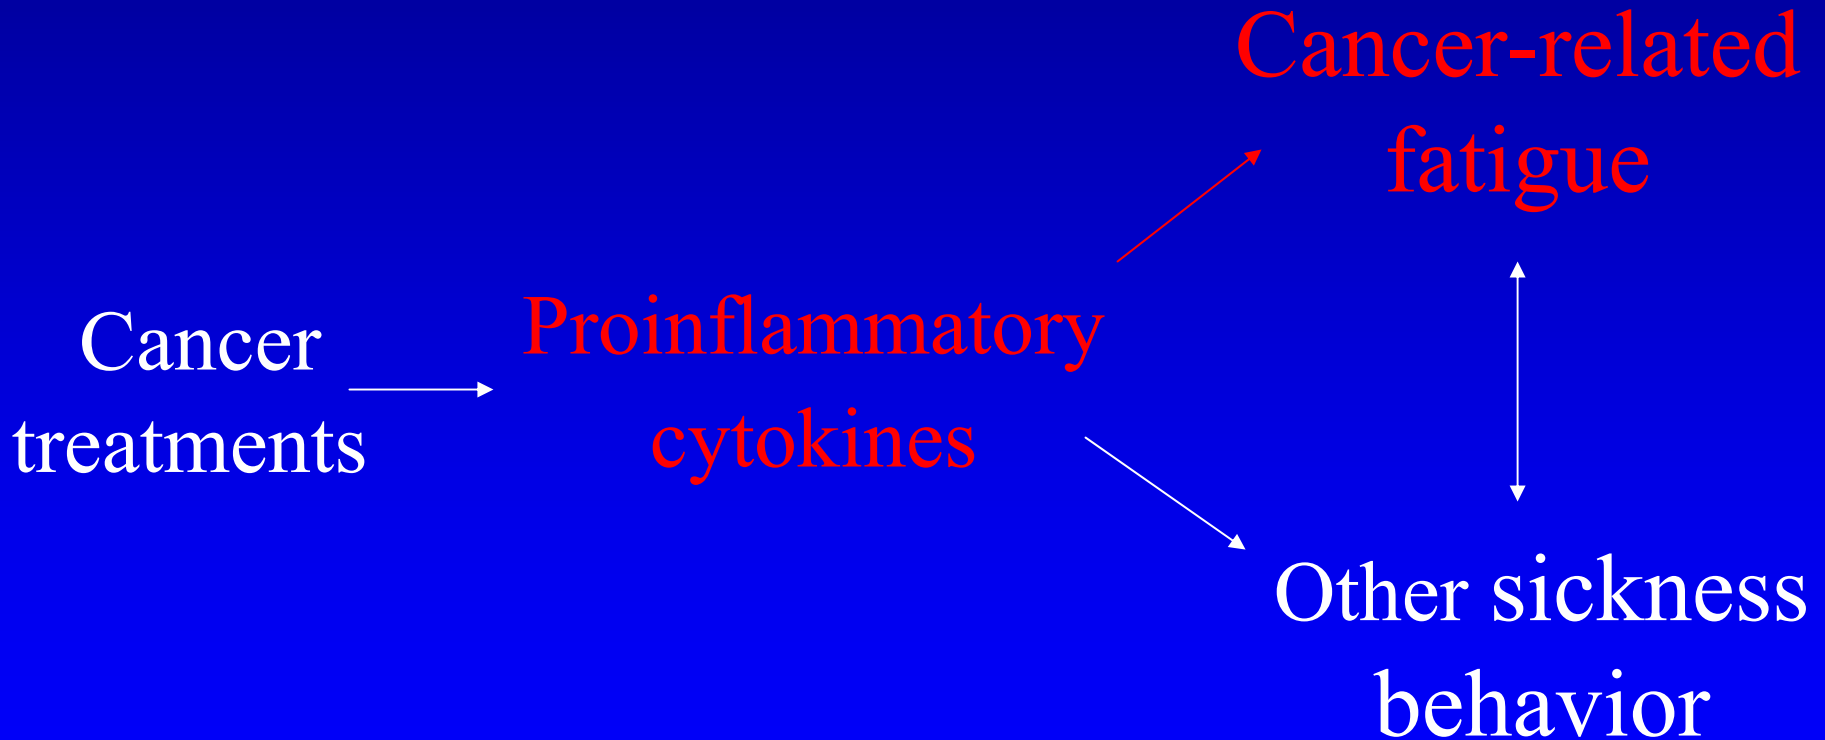 Cancer
treatments
Proinflammatory
cytokines
Cancer-related
fatigue
Other sickness
behavior